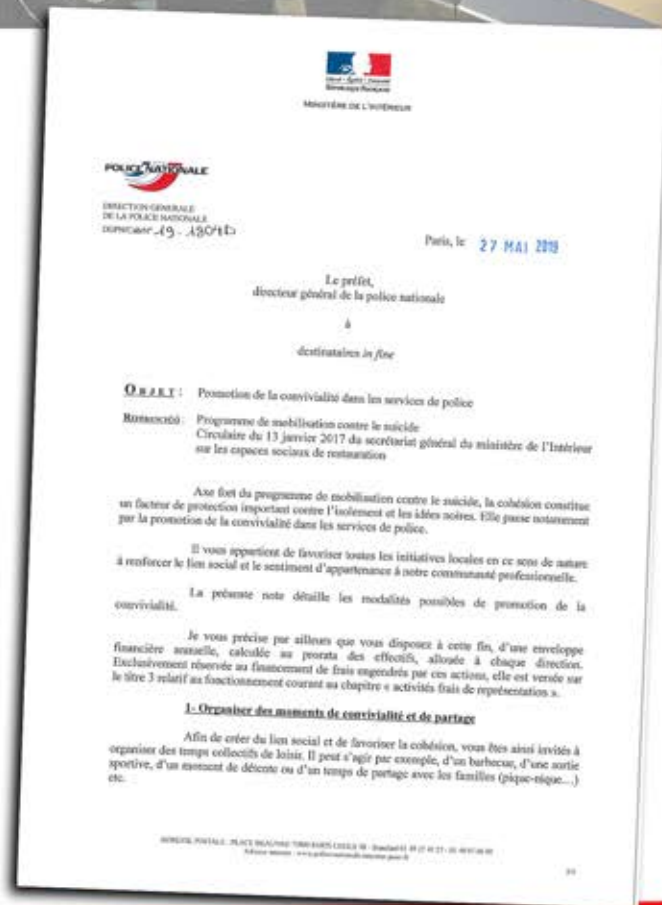 Liberté • Égalité • Fraternité
RÉPUBLIQUE FRANÇAISE
MINISTÈRE DE L'INTÉRIEUR
POLICE NATIONALE
DIRECTION GENERALE
DE LA POLICE NATIONALE
Paris, le 27 MAI 2019
Le préfet,
directeur général de la police nationale
à
destinataires in fine
OBJET : Promotion de la convivialité dans les services de police
Programme de mobilisation contre le suicide
Circulaire du 13 janvier 2017 du secrétariat général du ministère de l'Intérieur
sur les espaces sociaux de restauration
Axe fort du programme de mobilisation contre le suicide, la cohésion constitue
un facteur de protection important contre l'isolement et les idées noires. Elle passe notamment
par la promotion de la convivialité dans les services de police.
Il vous appartient de favoriser toutes les initiatives locales en ce sens de nature
à renforcer le lien social et le sentiment d'appartenance à notre communauté professionnelle.
La présente note détaille les modalités possibles de promotion de la
convivialité.
Je vous précise par ailleurs que vous disposez à cette fin, d'une enveloppe
financière annuelle, calculée au prorata des effectifs, allouée à chaque direction.
Exclusivement réservée au financement de frais engendrés par ces actions, elle est versée sur
le titre 3 relatif au fonctionnement courant au chapitre « activités frais de représentation ».
1- Organiser des moments de convivialité et de partage
Afin de créer du lien social et de favoriser la cohésion, vous êtes ainsi invités à
organiser des temps collectifs de loisir. Il peut s'agir par exemple, d'un barbecue, d'une sortie
sportive, d'un moment de détente ou d'un temps de partage avec les familles (pique-nique…)
etc.